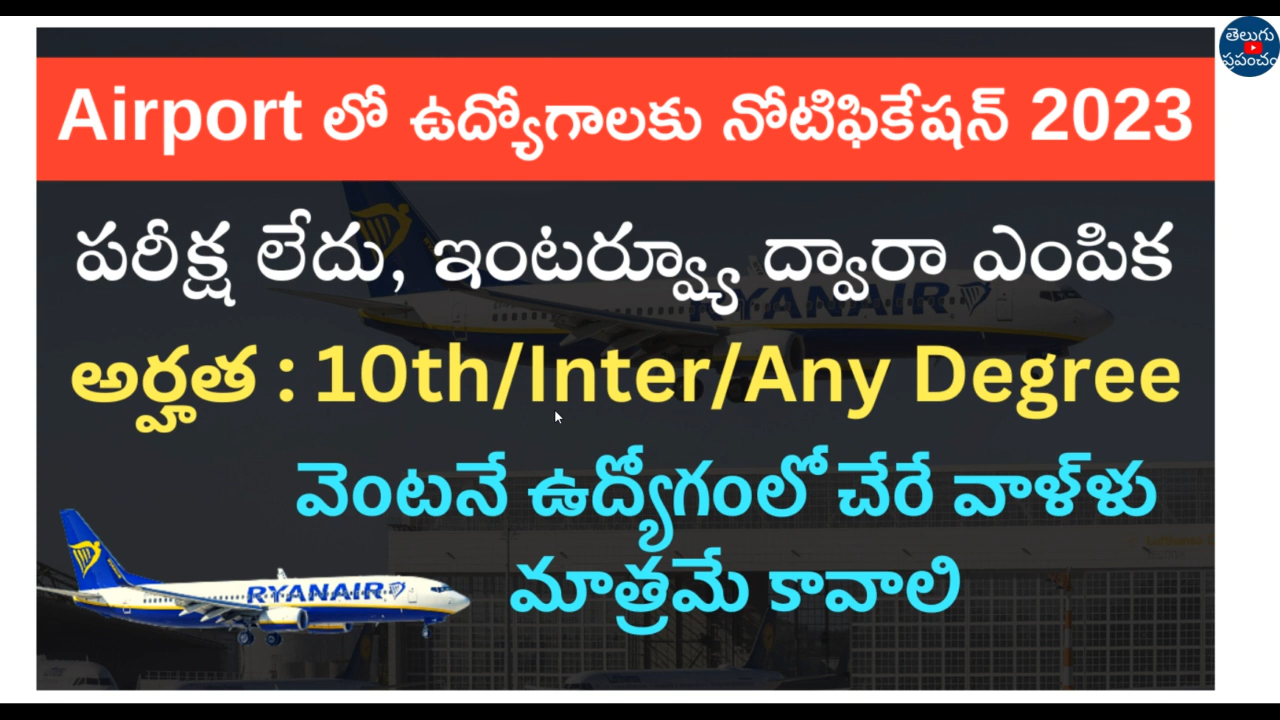 తెలుగు
ప్రపంచం
Airport లో ఉద్యోగాలకు నోటిఫికేషన్ 2023
పరీక్ష లేదు, ఇంటర్వ్యూ ద్వారా ఎంపిక
RYANAIR
అర్హత : 10th/Inter/Any Degree
వెంటనే ఉద్యోగంలో చేరే వాళ్ళు
మాత్రమే కావాలి
RYANAIR